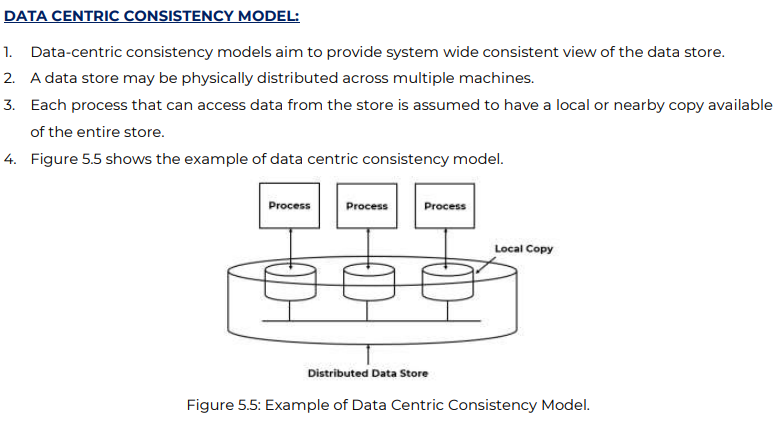 DATA CENTRIC CONSISTENCY MODEL:
1. Data-centric consistency models aim to provide system wide consistent view of the data store.
2. A data store may be physically distributed across multiple machines.
3. Each process that can access data from the store is assumed to have a local or nearby copy available
of the entire store.
4. Figure 5.5 shows the example of data centric consistency model.
Process Process Process
Local Copy
Distributed Data Store
Figure 5.5: Example of Data Centric Consistency Model.